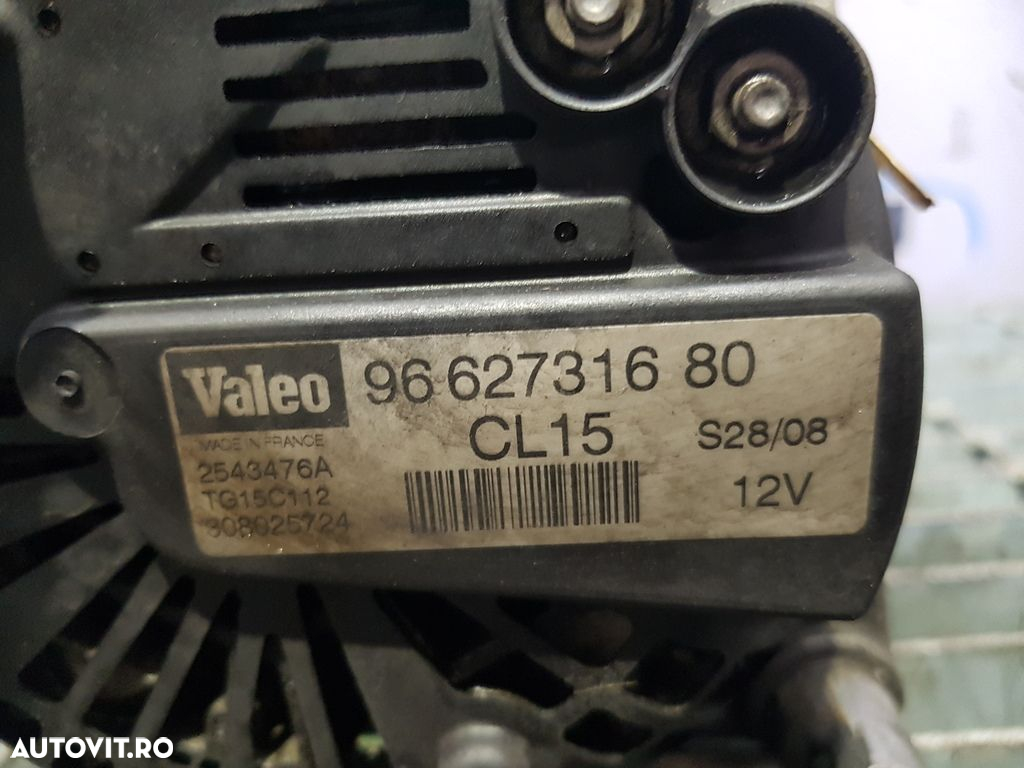 Valeo
96 627316 80
MADE IN FRANCE
CL15
S28/08
2543476A
TG15C112
12V
308025724
AUTOVIT.RO